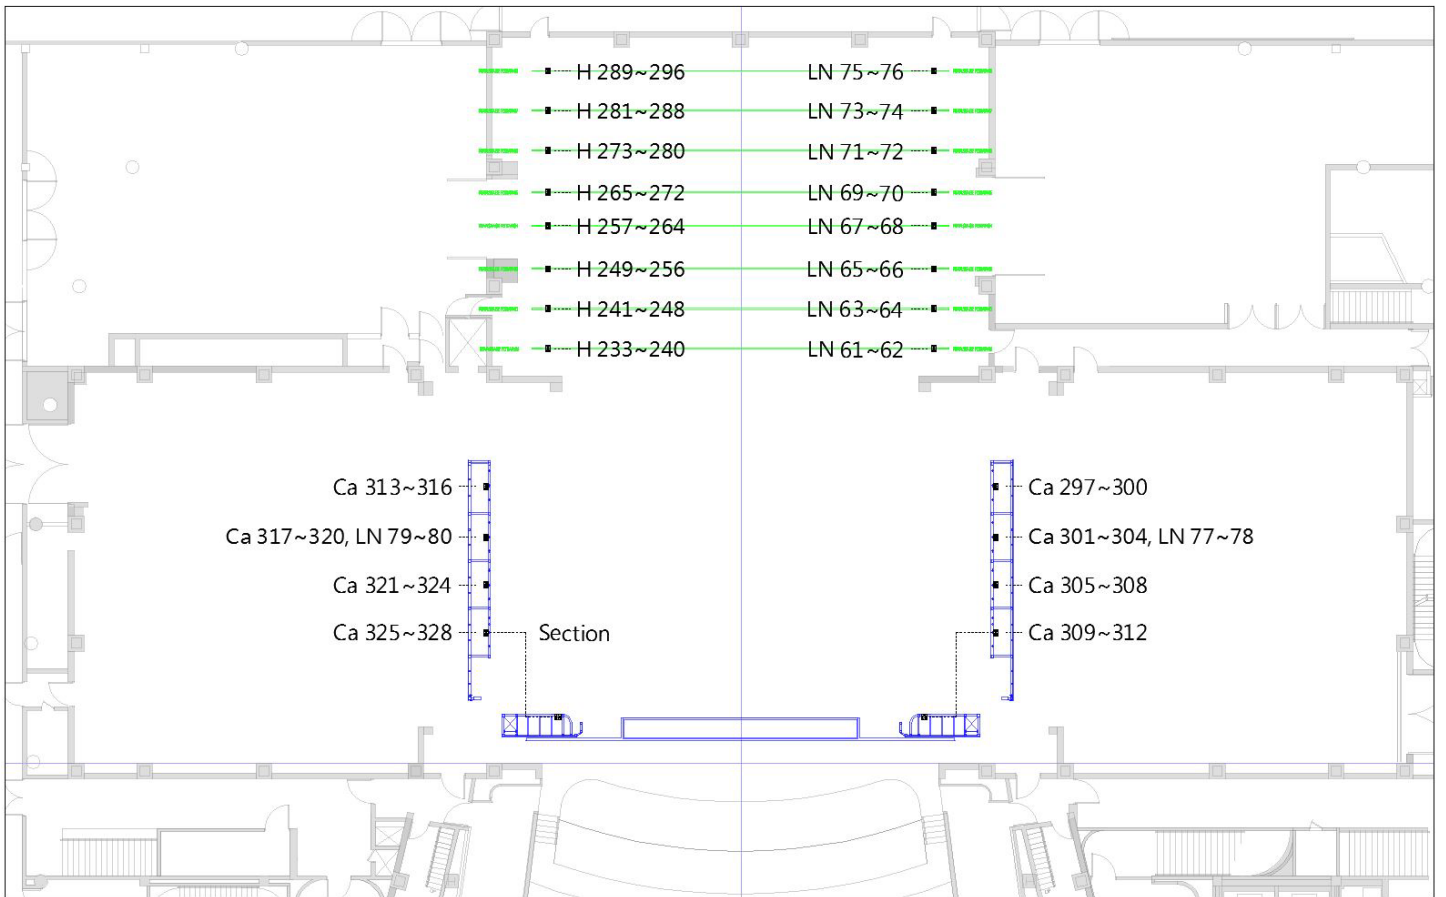 H 289~296 LN 75~76
H 281~288 LN 73~74
H 273~280 LN 71~72
H 265~272 LN 69~70
H 257~264 LN 67~68
H 249~256 LN 65~66
H 241~248 LN 63~64
H 233~240 LN 61~62
Ca 313~316 Ca 297~300
Ca 317~320, LN 79~80 Ca 301~304, LN 77~78
Ca 321~324 Ca 305~308
Ca 325~328 Section Ca 309~312